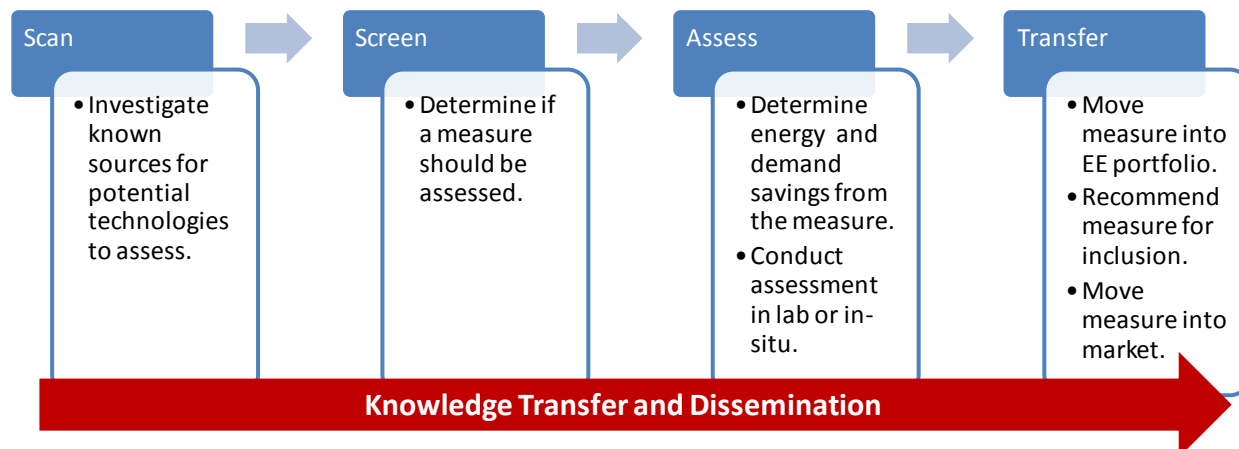 Scan
• Investigate
known
sources for
potential
technologies
to assess.
Screen
• Determine if
a measure
should be
assessed.
Assess
• Determine
energy and
demand
savings from
the measure.
• Conduct
assessment
in lab or in-
situ.
Transfer
• Move
measure into
EE portfolio.
• Recommend
measure for
inclusion.
• Move
measure into
market.
Knowledge Transfer and Dissemination